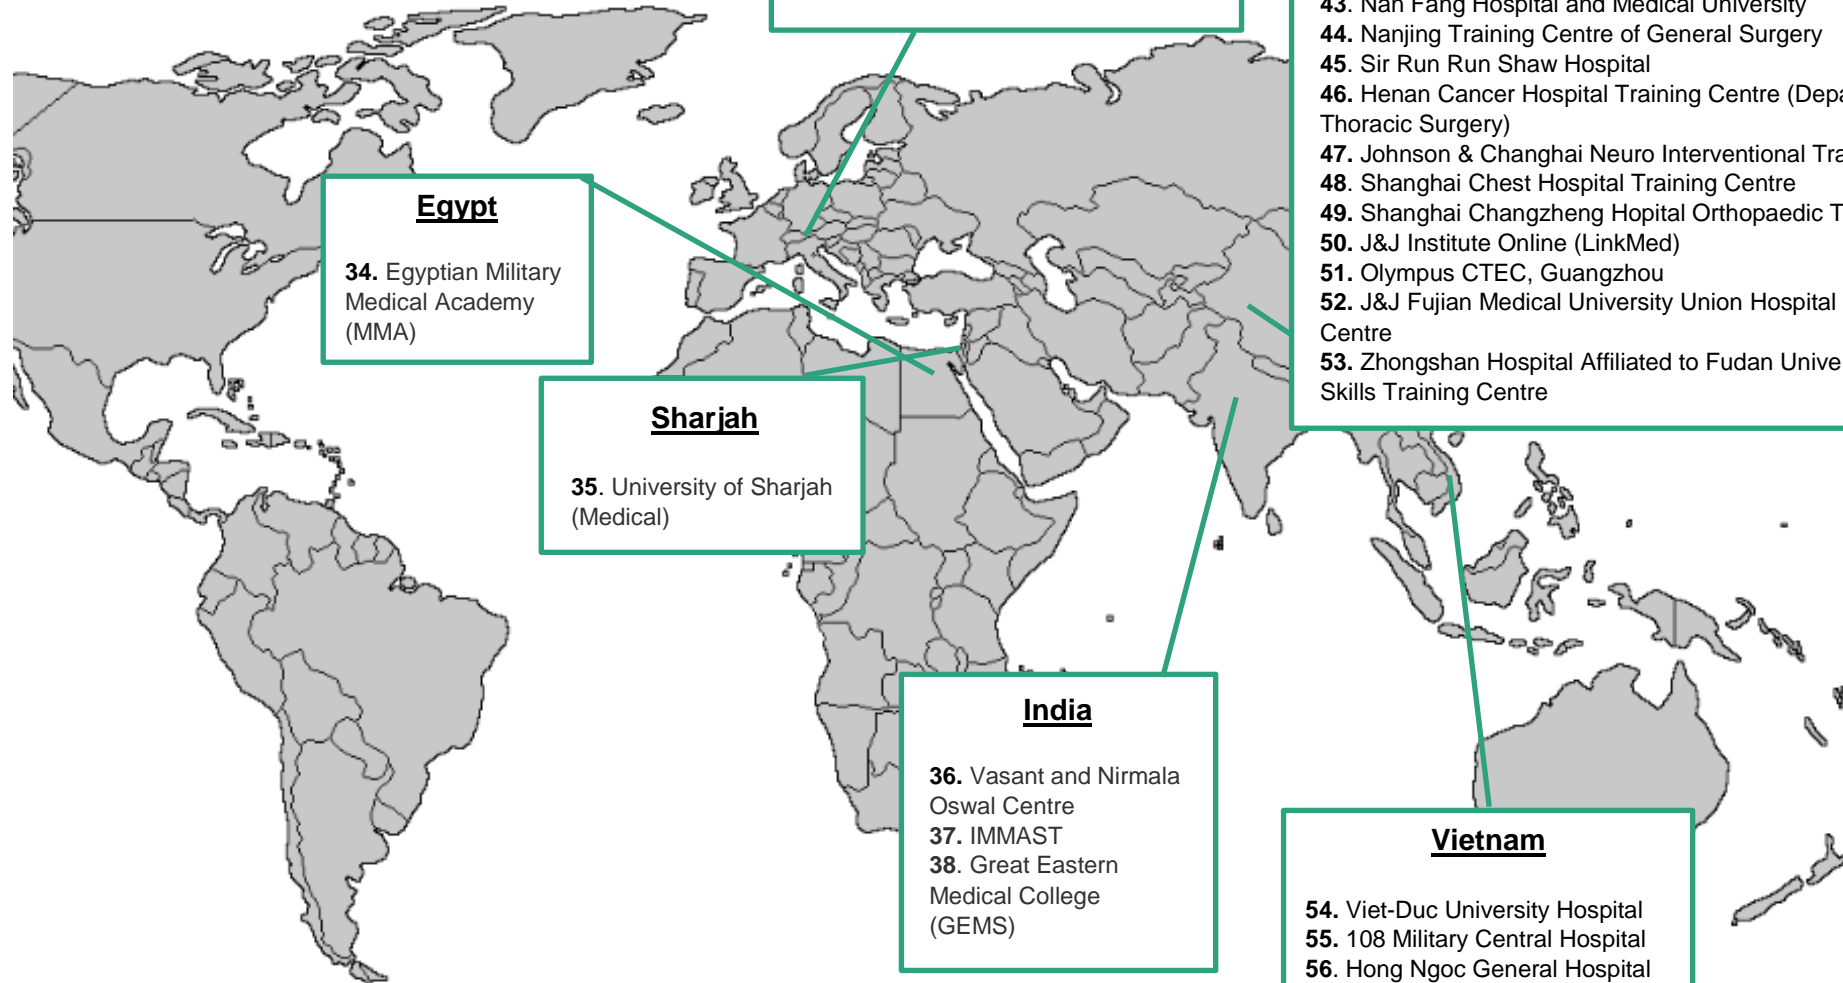 Egypt
34. Egyptian Military
Medical Academy
(MMA)
Sharjah
35. University of Sharjah
(Medical)
India
36. Vasant and Nirmala
Oswal Centre
37. IMMAST
38. Great Eastern
Medical College
(GEMS)
43. Nan Fang Hospital and Medical University
44. Nanjing Training Centre of General Surgery
45. Sir Run Run Shaw Hospital
46. Henan Cancer Hospital Training Centre
Thoracic Surgery)
47. Johnson & Changhai Neuro Interventional
48. Shanghai Chest Hospital Training Centre
49. Shanghai Changzheng Hopital Orthopaedic
50. J&J Institute Online (LinkMed)
51. Olympus CTEC, Guangzhou
52. J&J Fujian Medical University Union Hospital
Centre
53. Zhongshan Hospital Affiliated to Fudan
Skills Training Centre
Vietnam
54. Viet-Duc University Hospital
55. 108 Military Central Hospital
56. Hong Ngoc General Hospital